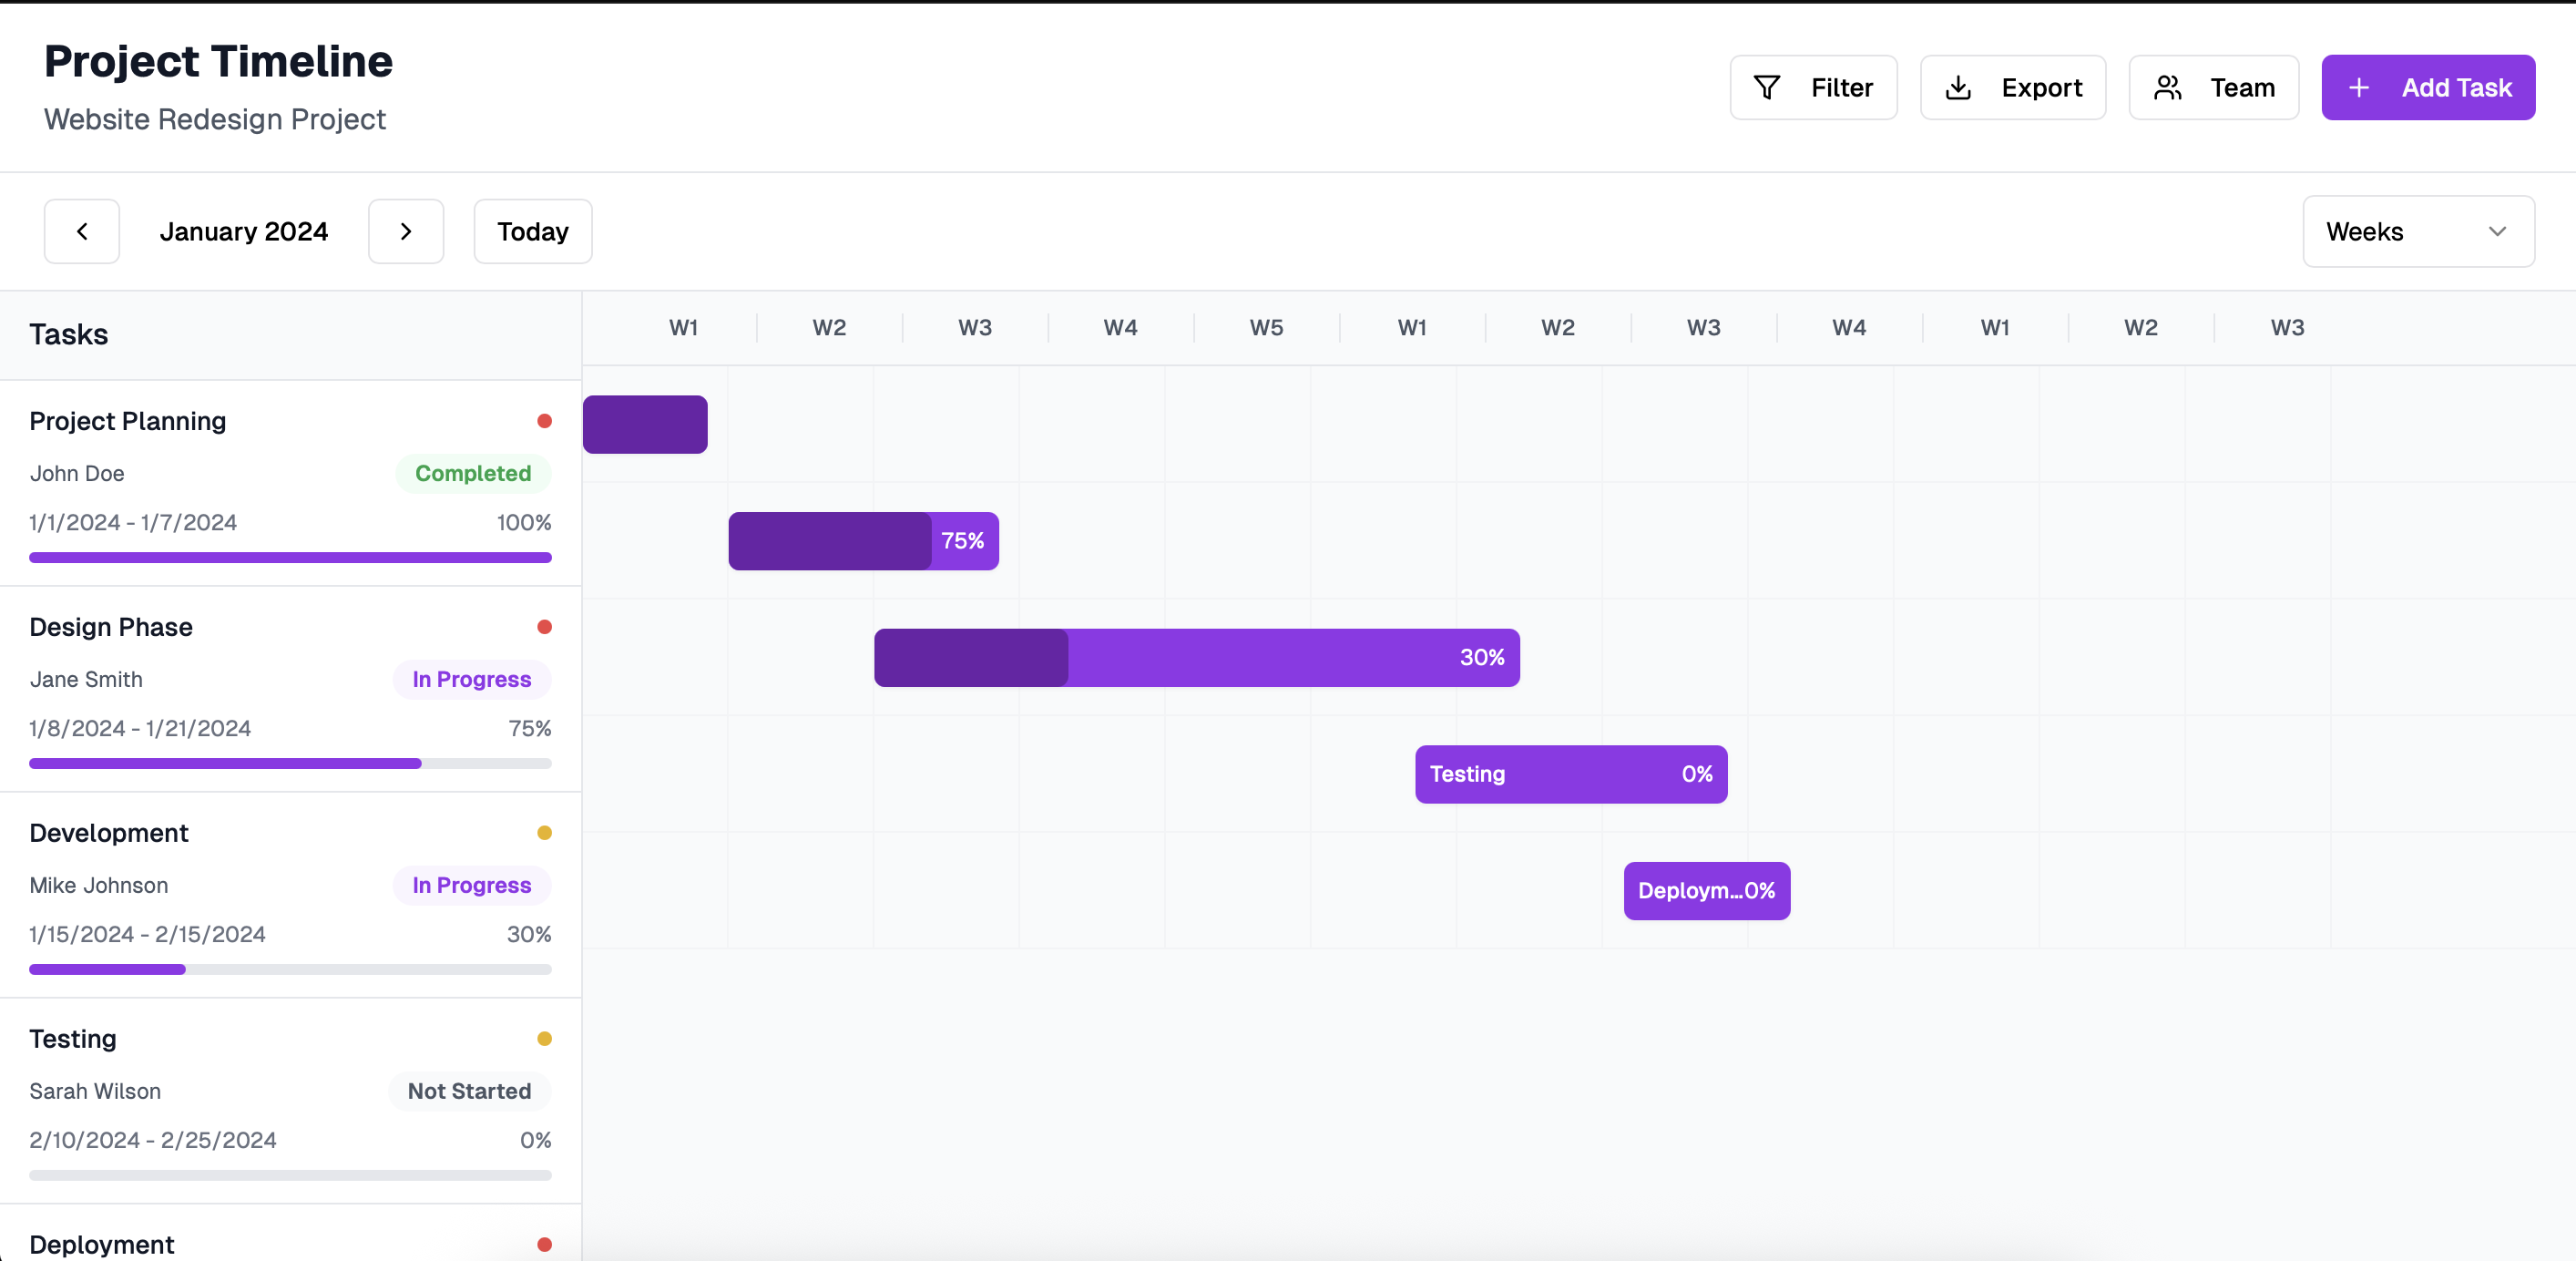 Project Timeline
Website Redesign Project
Filter
Export
Team
Add Task
January 2024
Today
Weeks
Tasks
W1 W2 W3 W4 W5 W1 W2 W3 W4 W1 W2 W3
Project Planning
John Doe
Completed
1/1/2024 - 1/7/2024
100%
Design Phase
Jane Smith
In Progress
1/8/2024 - 1/21/2024
75%
Development
Mike Johnson
In Progress
1/15/2024 - 2/15/2024
30%
Testing
Sarah Wilson
Not Started
2/10/2024 - 2/25/2024
0%
Deployment
75%
30%
Testing 0%
Deploym...0%